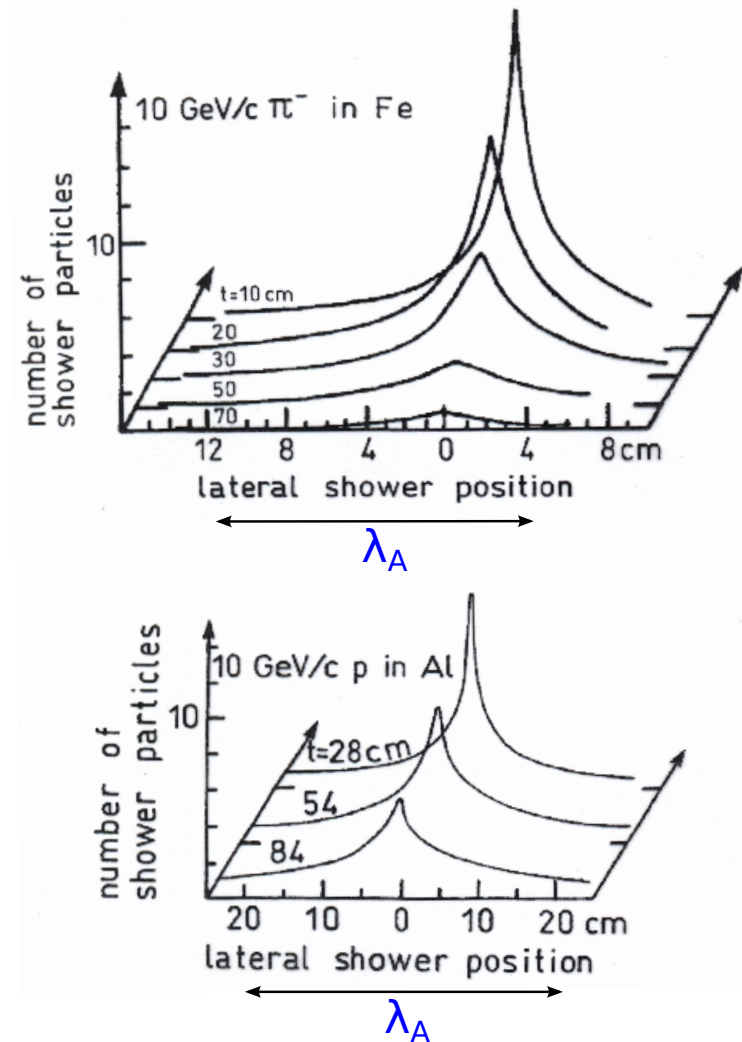 10 GeV/c π⁻ in Fe
number of
shower particles
10
t=10 cm
20
30
50
70
12 8 4 0 4 8 cm
lateral shower position
λA
10 GeV/c p in Al
number of
shower particles
10
t=28cm
54
84
20 10 0 10 20 cm
lateral shower position
λA